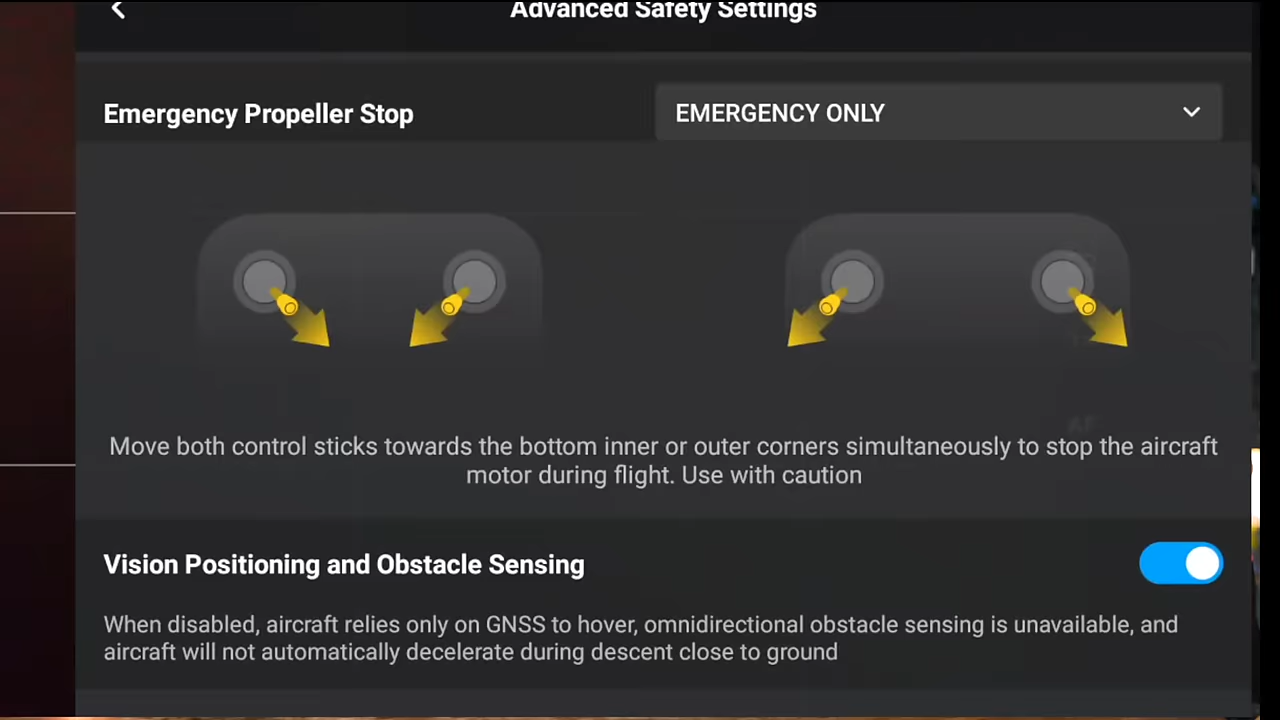 Advanced Safety Settings
Emergency Propeller Stop
EMERGENCY ONLY
Move both control sticks towards the bottom inner or outer corners simultaneously to stop the aircraft
motor during flight. Use with caution
Vision Positioning and Obstacle Sensing
When disabled, aircraft relies only on GNSS to hover, omnidirectional obstacle sensing is unavailable, and
aircraft will not automatically decelerate during descent close to ground